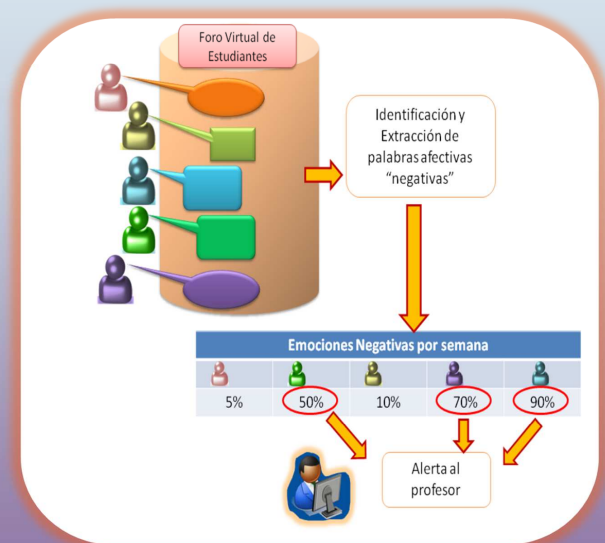 Foro Virtual de
Estudiantes
Identificación y
Extracción de
palabras afectivas
“negativas”
Emociones Negativas por semana
5% 50% 10% 70% 90%
Alerta al
profesor